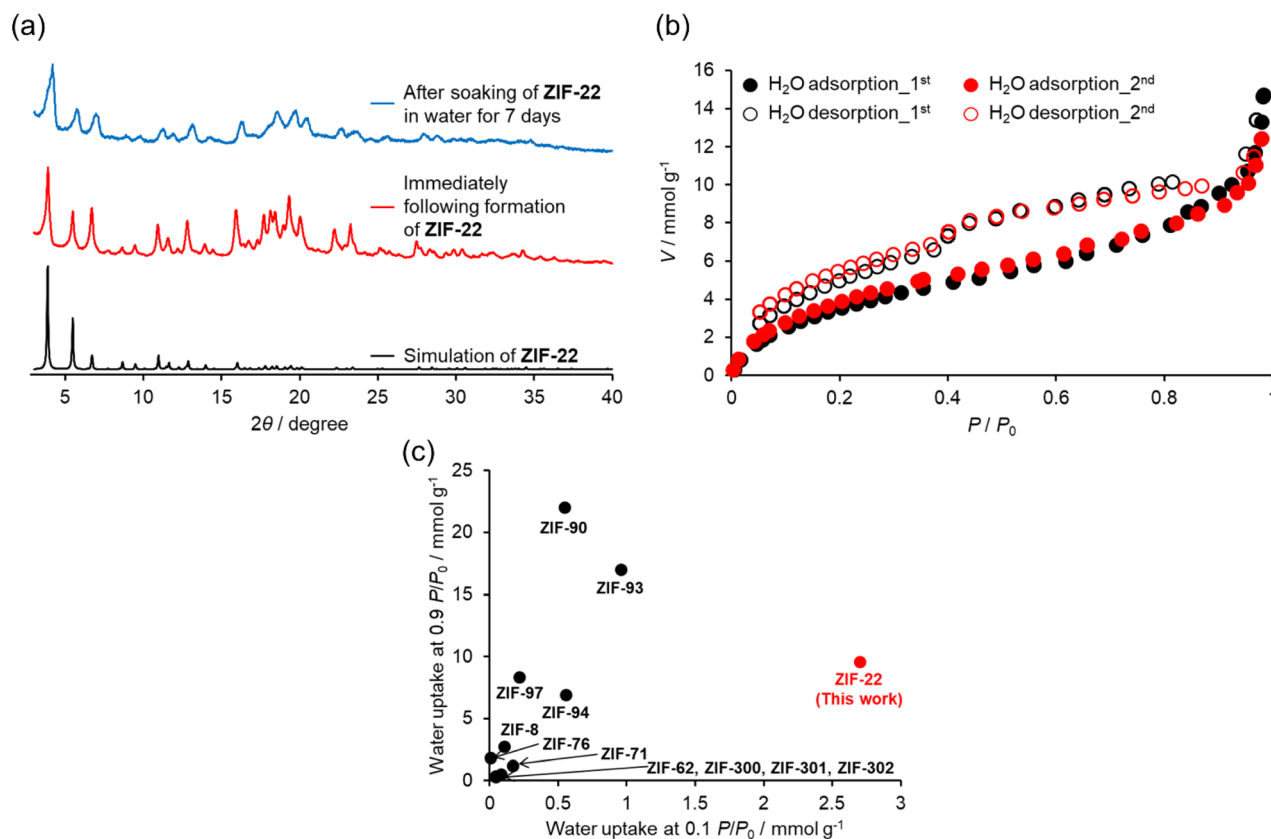 (a)
After soaking of ZIF-22
in water for 7 days
Immediately
following formation
of ZIF-22
Simulation of ZIF-22
5 10 15 20 25 30 35 40
2θ / degree
(b)
16
14
12
10
8
6
4
2
0
V / mmol g⁻¹
H₂O adsorption_1ˢᵗ H₂O adsorption_2ⁿᵈ
H₂O desorption_1ˢᵗ H₂O desorption_2ⁿᵈ
0 0.2 0.4 0.6 0.8 1
P / P₀
(c)
25
20
15
10
5
0
Water uptake at 0.9 P/P₀ / mmol g⁻¹
ZIF-90
ZIF-93
ZIF-22
(This work)
ZIF-97
ZIF-94
ZIF-8
ZIF-76
ZIF-71
ZIF-62, ZIF-300, ZIF-301, ZIF-302
0 0.5 1 1.5 2 2.5 3
Water uptake at 0.1 P/P₀ / mmol g⁻¹